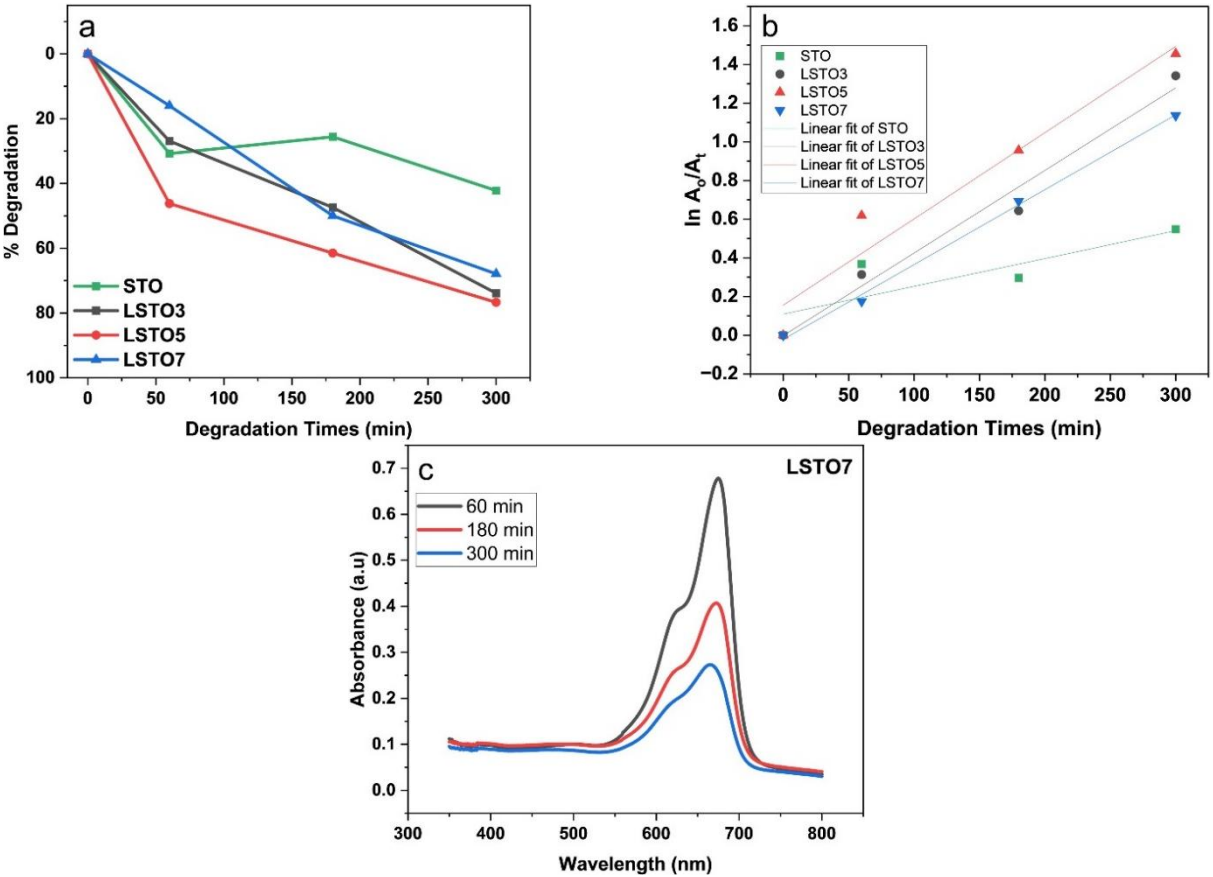 a
0
20
40
60
80
100
% Degradation
STO
LSTO3
LSTO5
LSTO7
0 50 100 150 200 250 300
Degradation Times (min)
b
1.6
1.4
1.2
1.0
0.8
0.6
0.4
0.2
0.0
−0.2
ln Ao/At
STO
LSTO3
LSTO5
LSTO7
Linear fit of STO
Linear fit of LSTO3
Linear fit of LSTO5
Linear fit of LSTO7
0 50 100 150 200 250 300
Degradation Times (min)
c
LSTO7
0.7
0.6
0.5
0.4
0.3
0.2
0.1
0.0
Absorbance (a.u)
60 min
180 min
300 min
300 400 500 600 700 800
Wavelength (nm)